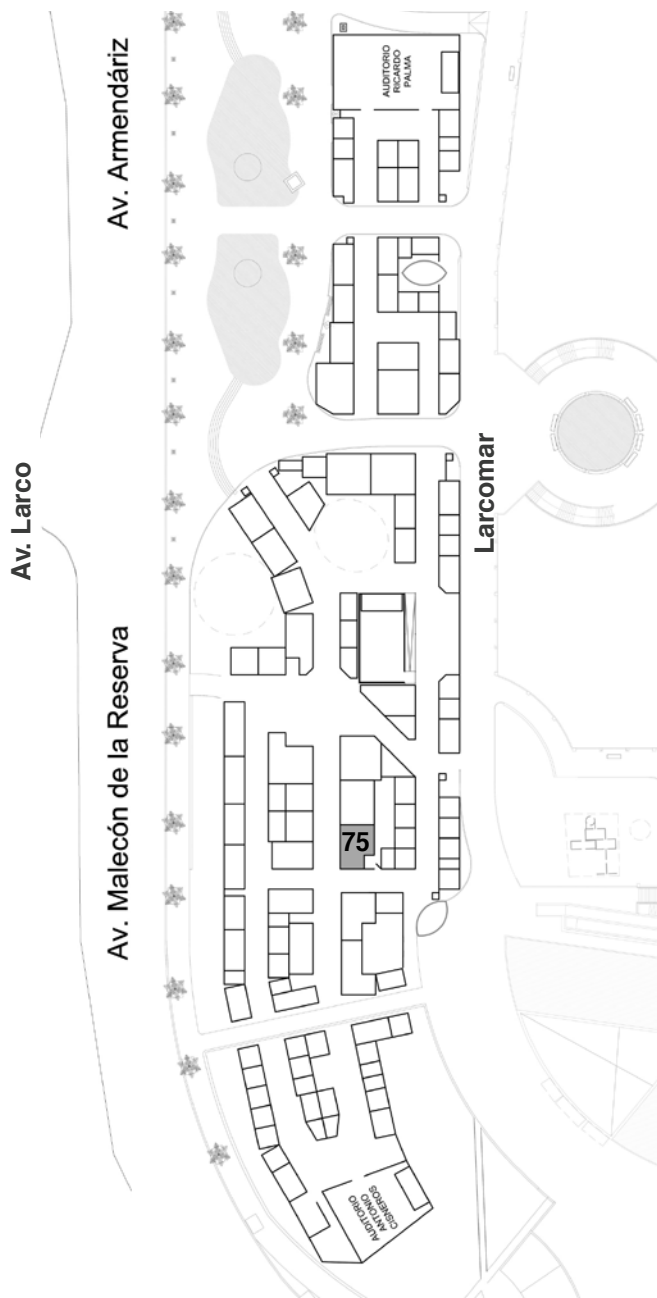 AUDITORIO
RICARDO
PALMA
Av. Armendáriz
Av. Larco
Larcomar
Av. Malecón de la Reserva
75
AUDITORIO
ANTONIO
CISNEROS